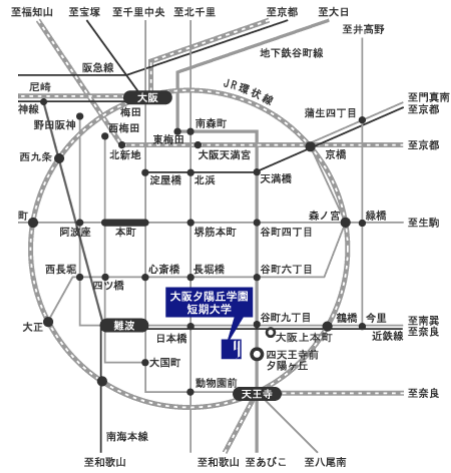 至福知山
至宝塚
至千里中央
至北千里
至京都
至大日
至井高野
地下鉄谷町線
阪急線
JR環状線
尼崎
大阪
神線
梅田
野田阪神
西梅田
東梅田
南森町
蒲生四丁目
至門真南
至京都
西九条
北新地
大阪天満宮
京橋
至京都
淀屋橋
北浜
天満橋
町
阿波座
本町
堺筋本町
谷町四丁目
森ノ宮
緑橋
至生駒
西長堀
四ツ橋
心斎橋
長堀橋
谷町六丁目
大阪夕陽丘学園
短期大学
大正
難波
日本橋
谷町九丁目
鶴橋
今里
至南巽
至奈良
近鉄線
大阪上本町
大国町
四天王寺前
夕陽ヶ丘
動物園前
天王寺
至奈良
南海本線
至和歌山
至和歌山
至あびこ
至八尾南